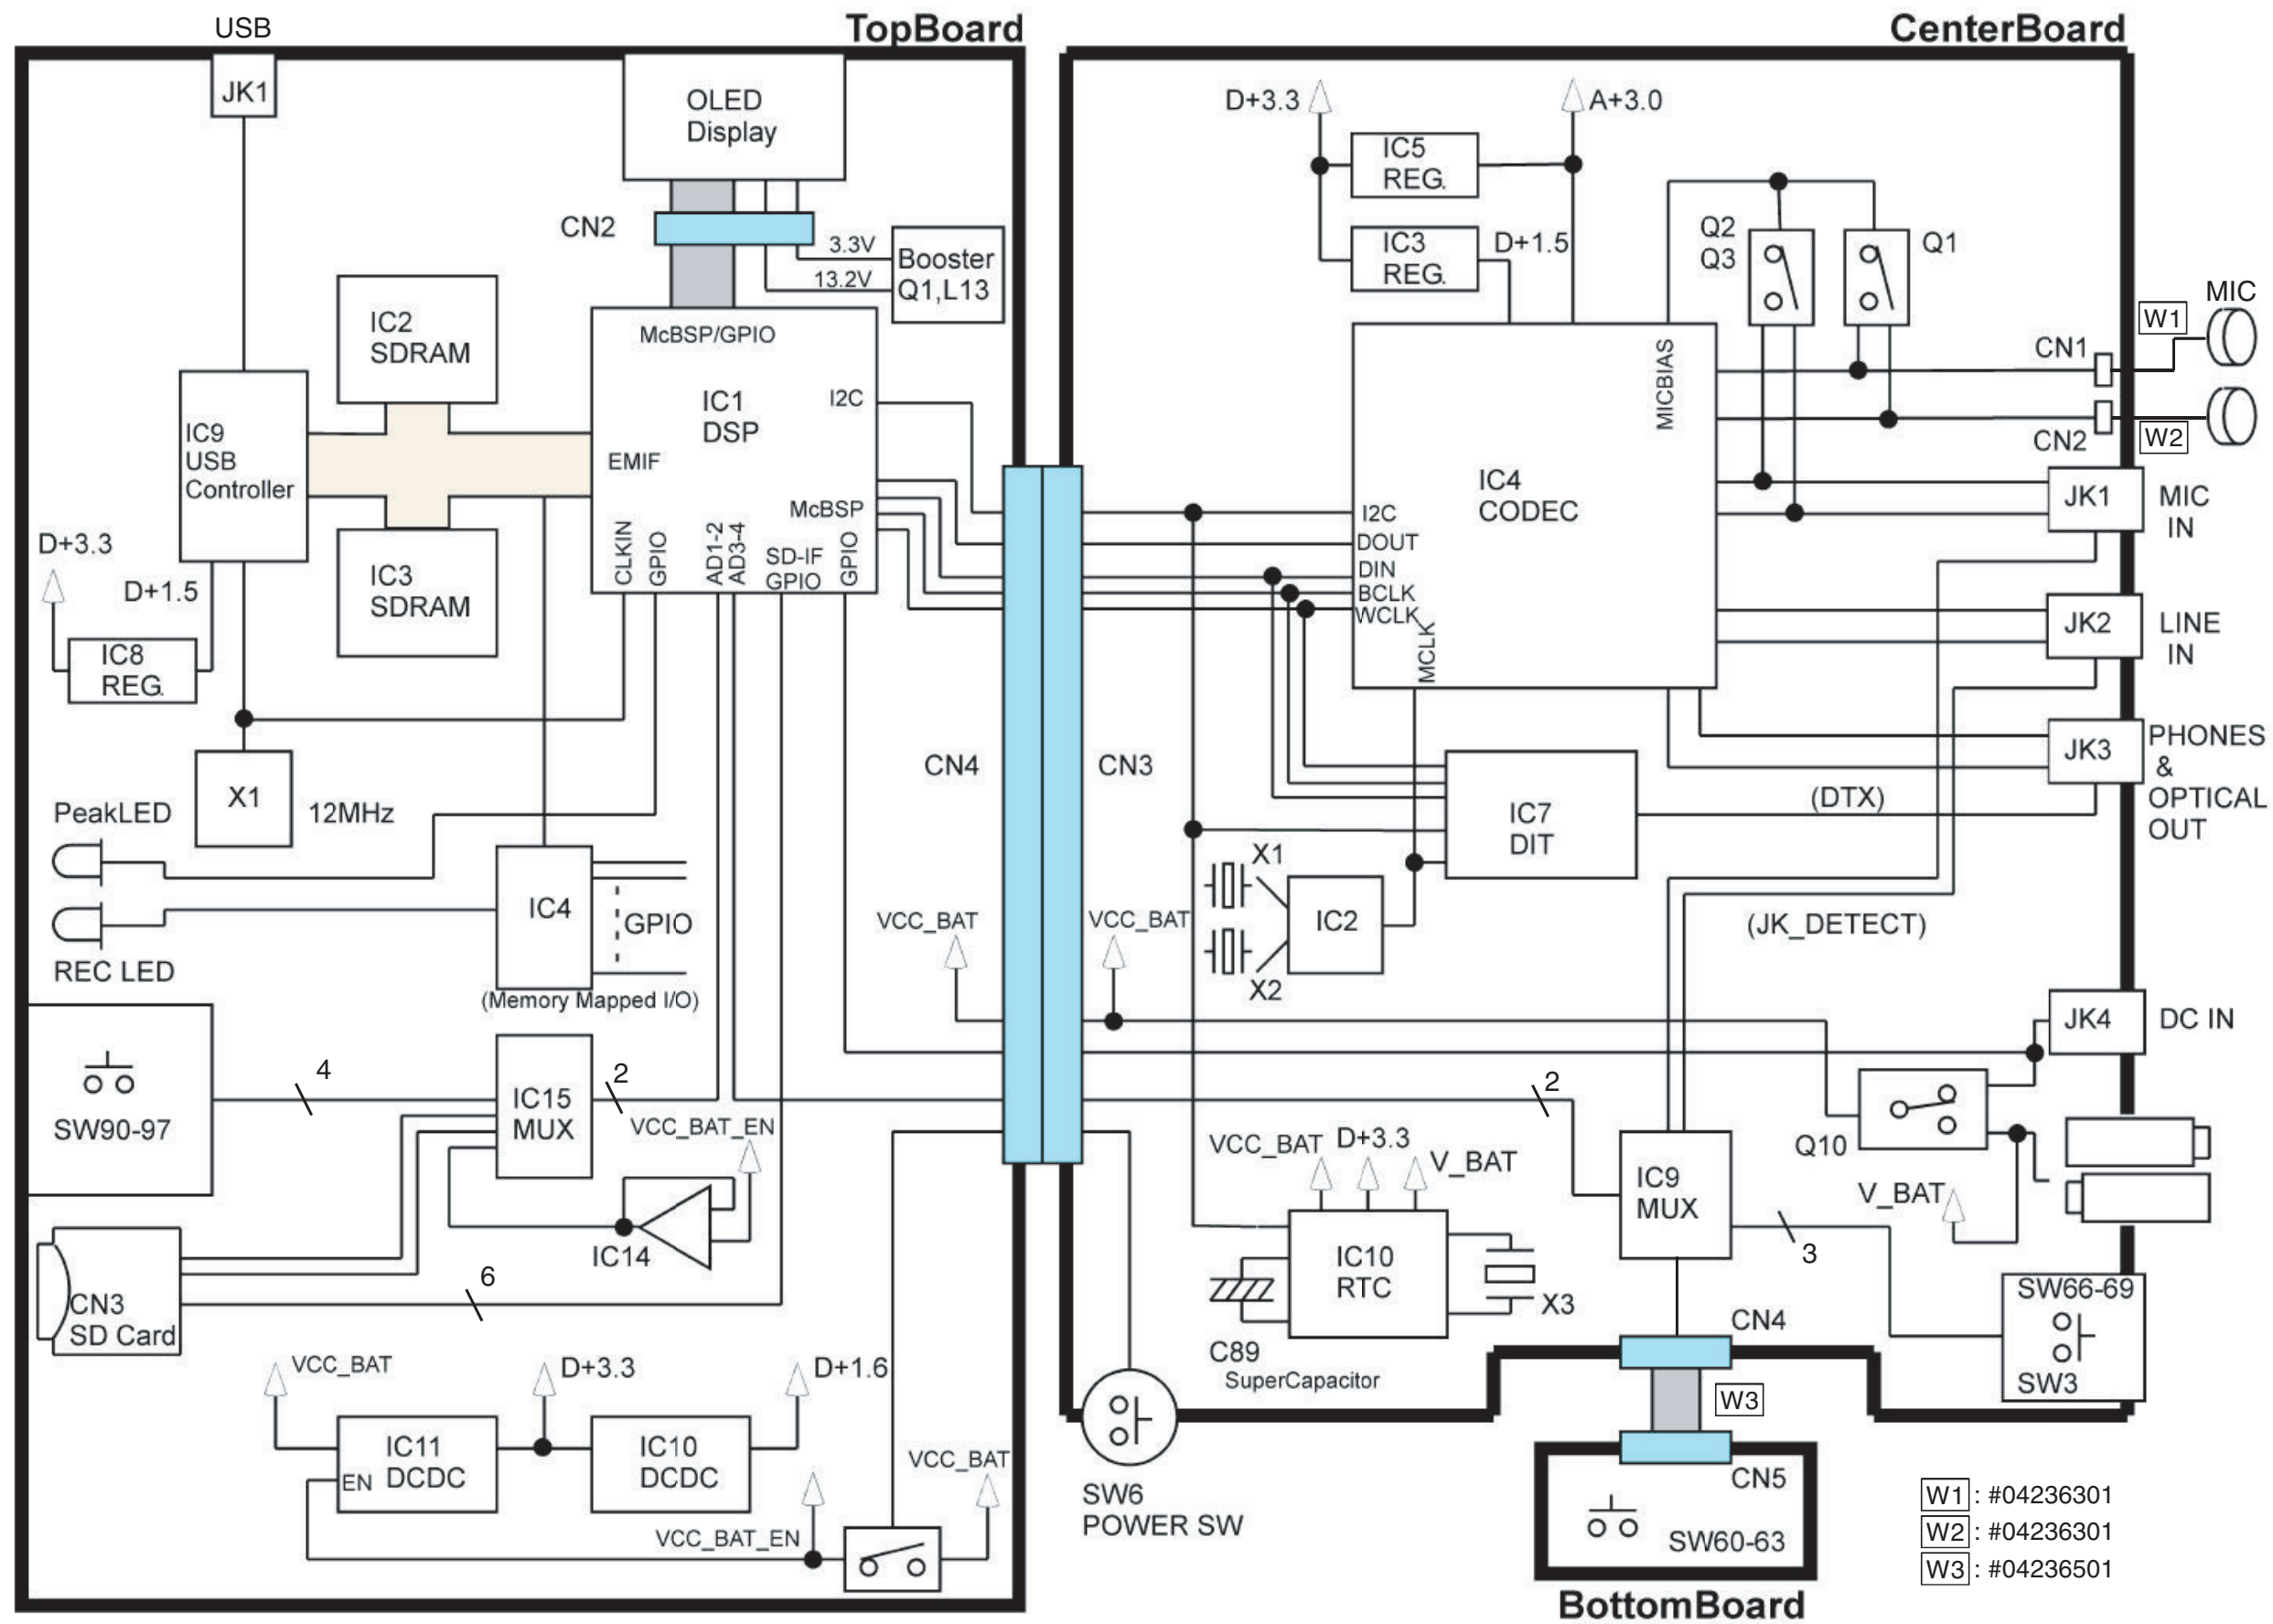 USB
TopBoard
JK1
OLED
Display
CN2
3.3V
13.2V
Booster
Q1,L13
IC2
SDRAM
McBSP/GPIO
IC1
DSP
I2C
EMIF
McBSP
CLKIN
GPIO
AD1-2
AD3-4
SD-IF
GPIO
GPIO
IC9
USB
Controller
IC3
SDRAM
D+3.3
D+1.5
IC8
REG.
X1
12MHz
PeakLED
REC LED
IC4
GPIO
(Memory Mapped I/O)
CN4
VCC_BAT
SW90-97
4
IC15
MUX
2
VCC_BAT_EN
IC14
CN3
SD Card
6
VCC_BAT
D+3.3
D+1.6
IC11
DCDC
EN
IC10
DCDC
VCC_BAT_EN
VCC_BAT
CenterBoard
D+3.3
A+3.0
IC5
REG.
IC3
REG.
D+1.5
Q2
Q3
Q1
MICBIAS
IC4
CODEC
I2C
DOUT
DIN
BCLK
WCLK
MCLK
CN1
CN2
W1
MIC
W2
JK1
MIC
IN
JK2
LINE
IN
JK3
PHONES
&
OPTICAL
OUT
CN3
IC7
DIT
(DTX)
(JK_DETECT)
X1
X2
IC2
VCC_BAT
JK4
DC IN
2
Q10
V_BAT
VCC_BAT
D+3.3
V_BAT
IC10
RTC
C89
SuperCapacitor
X3
IC9
MUX
3
SW66-69
SW3
SW6
POWER SW
CN4
W3
CN5
SW60-63
BottomBoard
W1 : #04236301
W2 : #04236301
W3 : #04236501